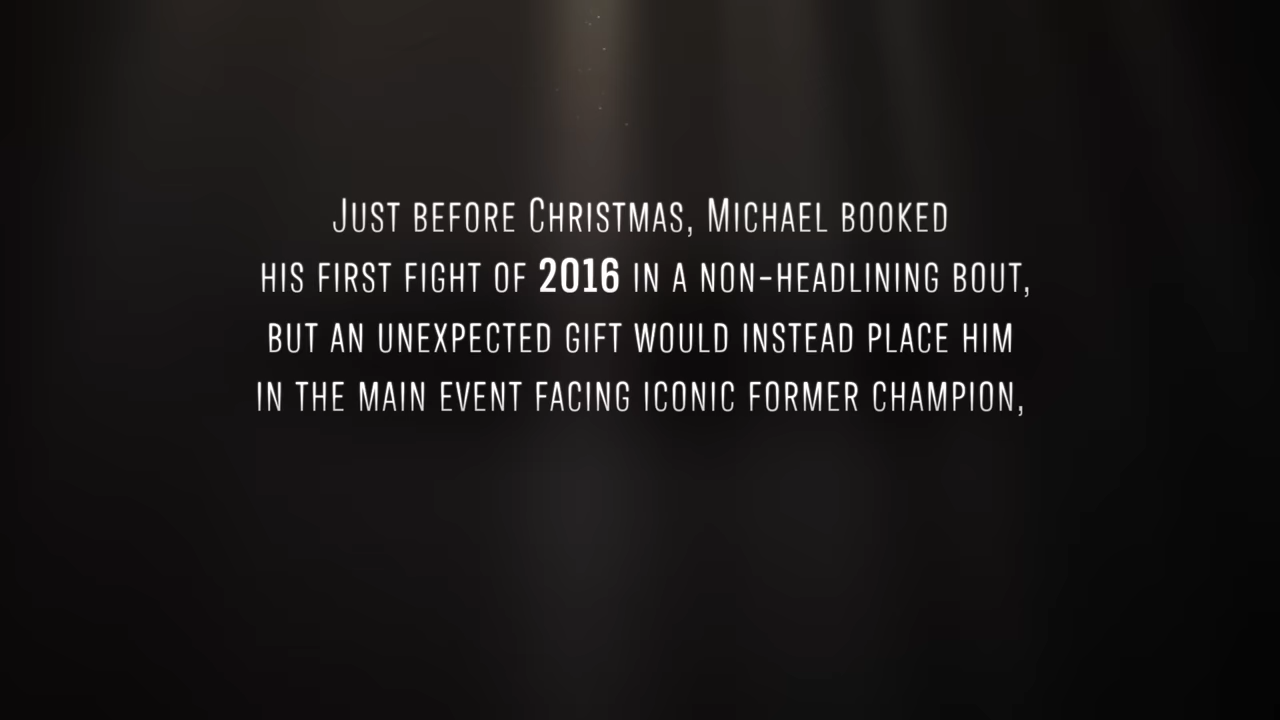 Just before Christmas, Michael booked
his first fight of 2016 in a non-headlining bout,
but an unexpected gift would instead place him
in the main event facing iconic former champion,